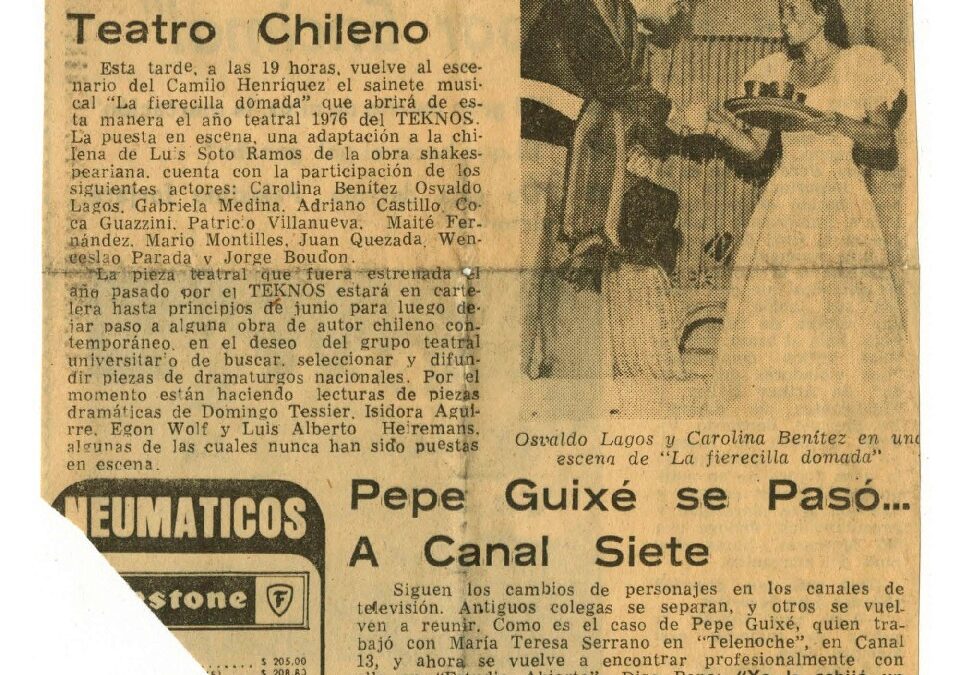 Teatro Chileno
Esta tarde, a las 19 horas, vuelve al esce-
nario del Camilo Henríquez el sainete musi-
cal "La fierecilla domada" que abrirá de es-
ta manera el año teatral 1976 del TEKNOS.
La puesta en escena, una adaptación a la chi-
lena de Luis Soto Ramos de la obra shakes-
peariana, cuenta con la participación de los
siguientes actores: Carolina Benítez Osvaldo
Lagos, Gabriela Medina, Adriano Castillo, Co-
ca Guazzini, Patricio Villanueva, Maité Fer-
nández, Mario Montilles, Juan Quezada, Wen-
ceslao Parada y Jorge Boudon.
La pieza teatral que fuera estrenada el
año pasado por el TEKNOS estará en carte-
lera hasta principios de junio para luego de-
jar paso a alguna obra de autor chileno con-
temporáneo, en el deseo del grupo teatral
universitario de buscar, seleccionar y difun-
dir piezas de dramaturgos nacionales. Por el
momento están haciendo lecturas de piezas
dramáticas de Domingo Tessier, Isidora Agui-
rre, Egon Wolf y Luis Alberto Heiremans,
algunas de las cuales nunca han sido puestas
en escena.
Osvaldo Lagos y Carolina Benítez en una
escena de "La fierecilla domada"
NEUMATICOS
stone F
$ 205.00
Pepe Guixé se Pasó...
A Canal Siete
Siguen los cambios de personajes en los canales de
televisión. Antiguos colegas se separan, y otros se vuel-
ven a reunir. Como es el caso de Pepe Guixé, quien tra-
bajó con María Teresa Serrano en "Telenoche", en Canal
13, y ahora se vuelve a encontrar profesionalmente con